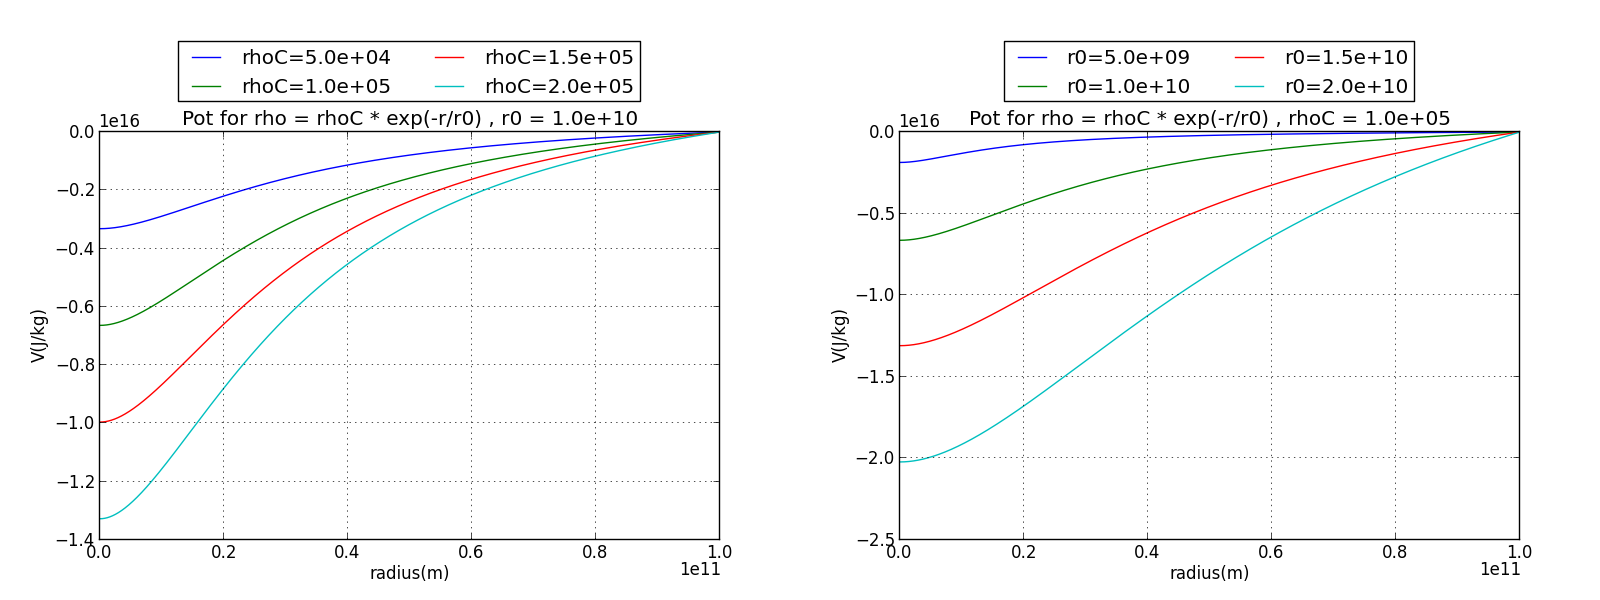 rhoC=5.0e+04 rhoC=1.5e+05
rhoC=1.0e+05 rhoC=2.0e+05
1e16 Pot for rho = rhoC * exp(-r/r0) , r0 = 1.0e+10
0.0
−0.2
−0.4
−0.6
−0.8
−1.0
−1.2
−1.4
V(J/kg)
0.0 0.2 0.4 0.6 0.8 1.0
1e11
radius(m)
r0=5.0e+09 r0=1.5e+10
r0=1.0e+10 r0=2.0e+10
1e16 Pot for rho = rhoC * exp(-r/r0) , rhoC = 1.0e+05
0.0
−0.5
−1.0
−1.5
−2.0
−2.5
V(J/kg)
0.0 0.2 0.4 0.6 0.8 1.0
1e11
radius(m)